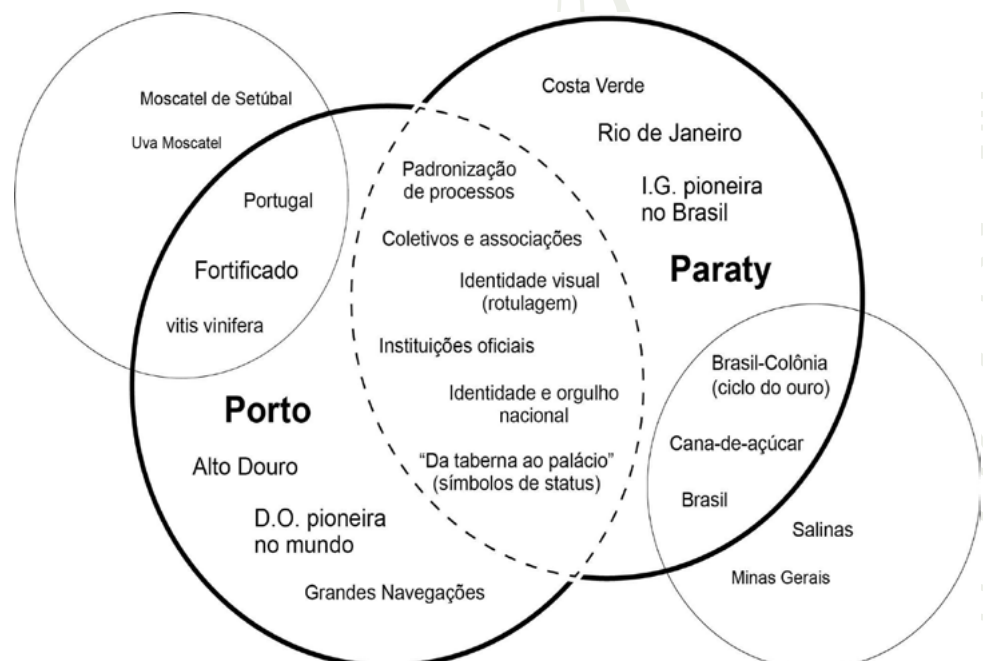 Moscatel de Setúbal
Uva Moscatel
Portugal
Fortificado
vitis vinifera
Porto
Alto Douro
D.O. pioneira
no mundo
Grandes Navegações
Padronização
de processos
Coletivos e associações
Identidade visual
(rotulagem)
Instituições oficiais
Identidade e orgulho
nacional
“Da taberna ao palácio”
(símbolos de status)
Costa Verde
Rio de Janeiro
I.G. pioneira
no Brasil
Paraty
Brasil-Colônia
(ciclo do ouro)
Cana-de-açúcar
Brasil
Salinas
Minas Gerais